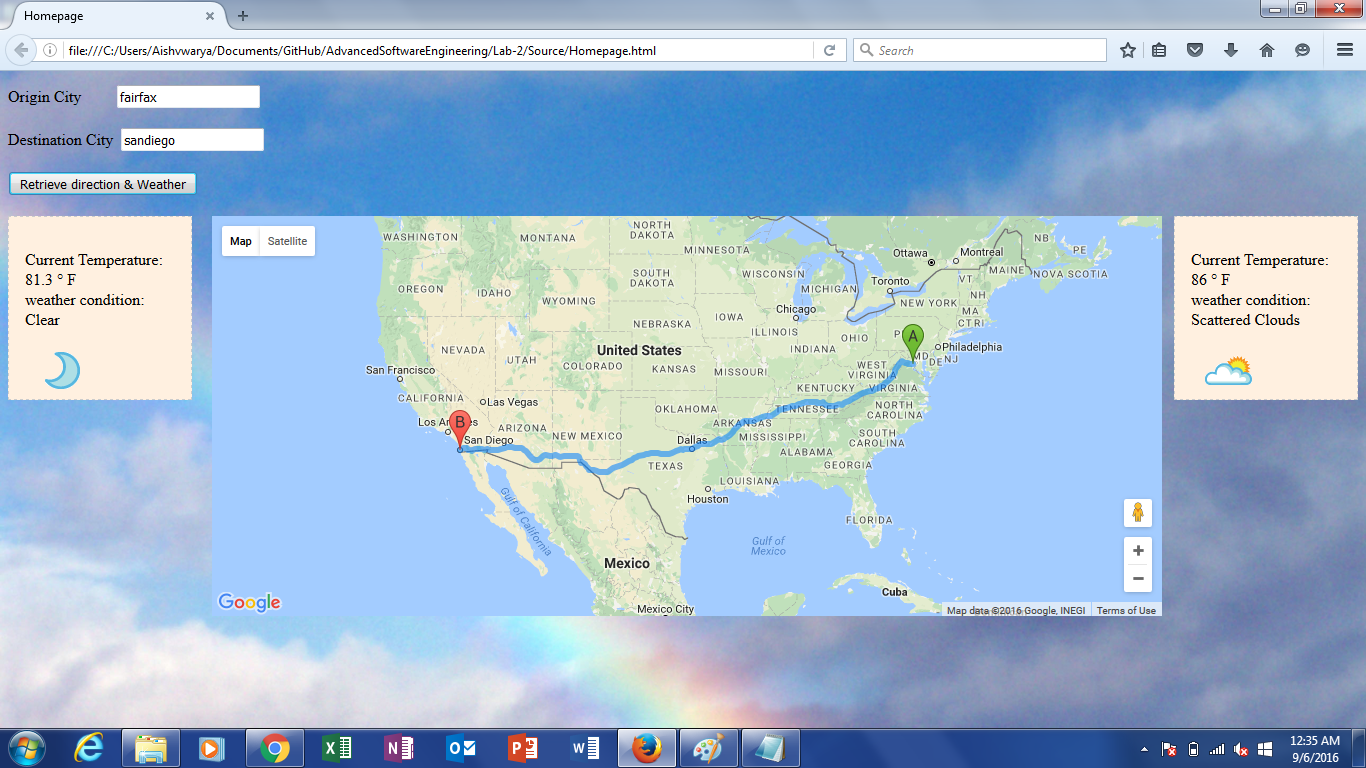 Homepage
file:///C:/Users/Aishvwarya/Documents/GitHub/AdvancedSoftwareEngineering/Lab-2/Source/Homepage.html
Search
Origin City fairfax
Destination City sandiego
Retrieve direction & Weather
Current Temperature:
81.3 ° F
weather condition:
Clear
Map Satellite
WASHINGTON
MONTANA
NORTH
DAKOTA
MINNESOTA
OREGON
IDAHO
WYOMING
SOUTH
DAKOTA
WISCONSIN
MICHIGAN
Ottawa
Montreal
Toronto
NB
PE
MAINE
NOVA SCOTIA
VT
NH
NEW YORK
MA
CT RI
Chicago
IOWA
NEBRASKA
ILLINOIS
INDIANA
OHIO
P
A
MD
DE
NJ
Philadelphia
NEVADA
UTAH
COLORADO
United States
KANSAS
MISSOURI
WEST
VIRGINIA
KENTUCKY
VIRGINIA
San Francisco
CALIFORNIA
Las Vegas
Los Angeles
B
San Diego
ARIZONA
NEW MEXICO
OKLAHOMA
ARKANSAS
TENNESSEE
NORTH
CAROLINA
SOUTH
CAROLINA
Dallas
MISSISSIPPI
ALABAMA
GEORGIA
TEXAS
LOUISIANA
Houston
FLORIDA
Gulf of California
Gulf of
Mexico
Mexico
Mexico City
Cuba
Google
Map data ©2016 Google, INEGI Terms of Use
Current Temperature:
86 ° F
weather condition:
Scattered Clouds
12:35 AM
9/6/2016